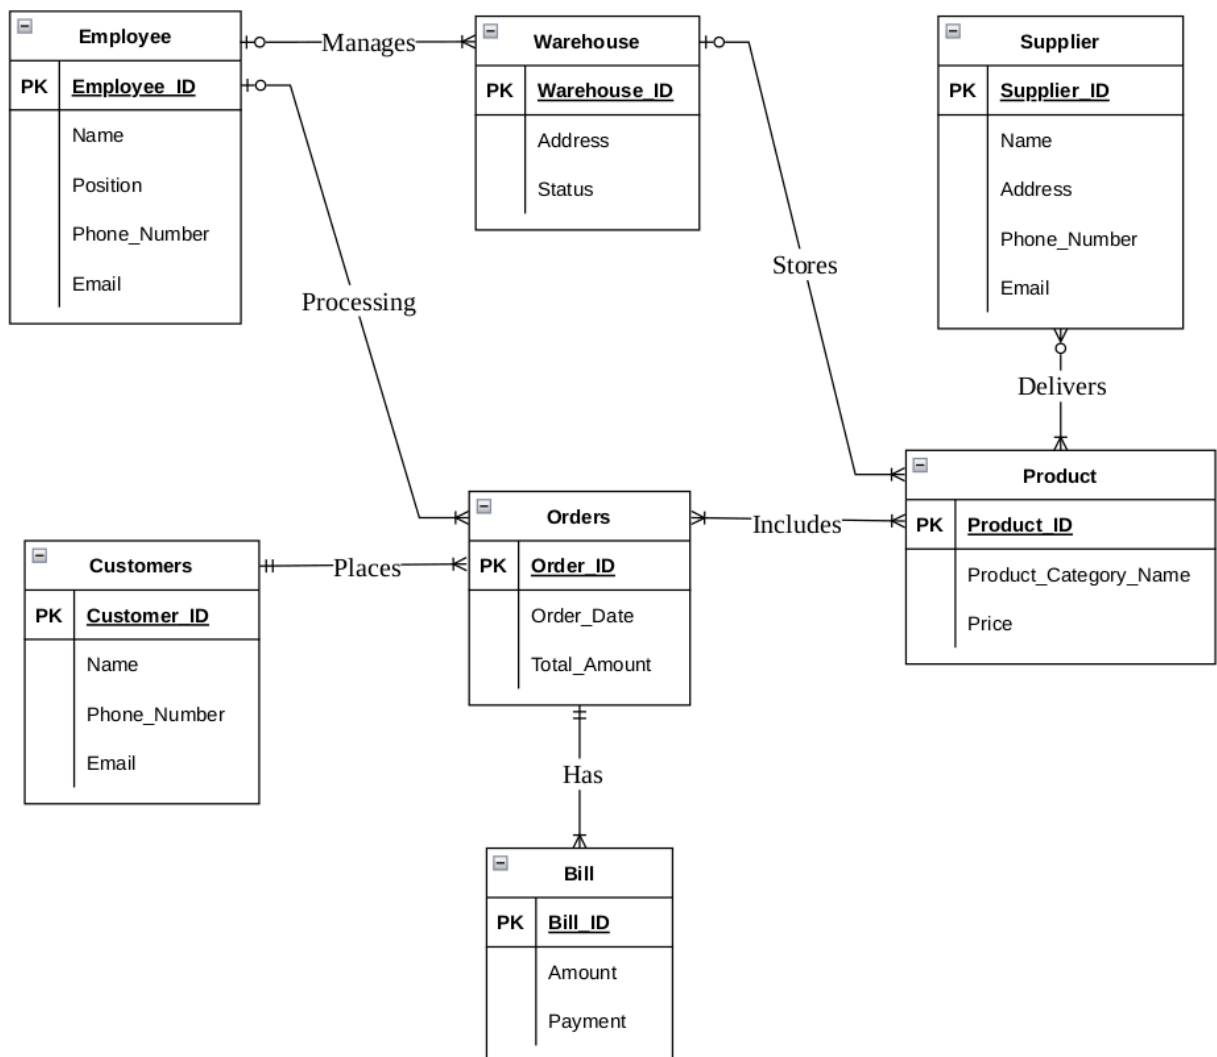 Employee
PK Employee_ID
Name
Position
Phone_Number
Email
Manages
Warehouse
PK Warehouse_ID
Address
Status
Supplier
PK Supplier_ID
Name
Address
Phone_Number
Email
Processing
Stores
Delivers
Customers
PK Customer_ID
Name
Phone_Number
Email
Places
Orders
PK Order_ID
Order_Date
Total_Amount
Includes
Product
PK Product_ID
Product_Category_Name
Price
Has
Bill
PK Bill_ID
Amount
Payment